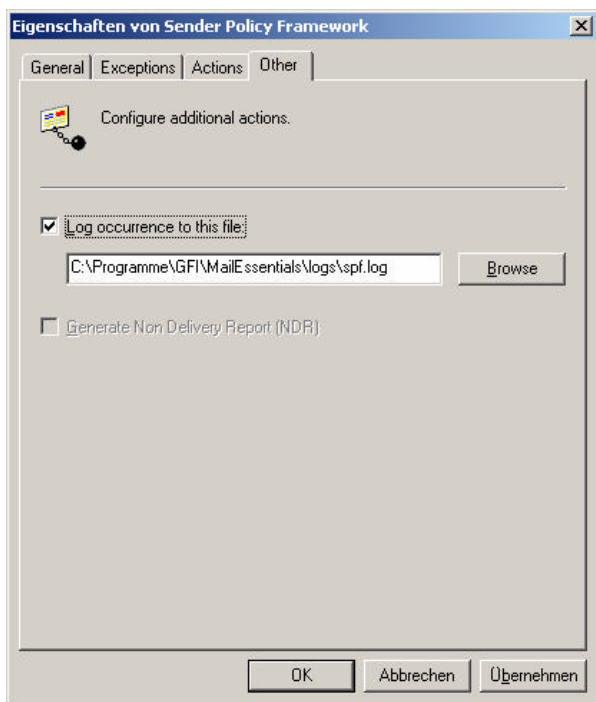 Eigenschaften von Sender Policy Framework
General Exceptions Actions Other
Configure additional actions.
Log occurrence to this file:
C:\Programme\GFI\MailEssentials\logs\spf.log Browse
Generate Non Delivery Report (NDR)
OK Abbrechen Übernehmen